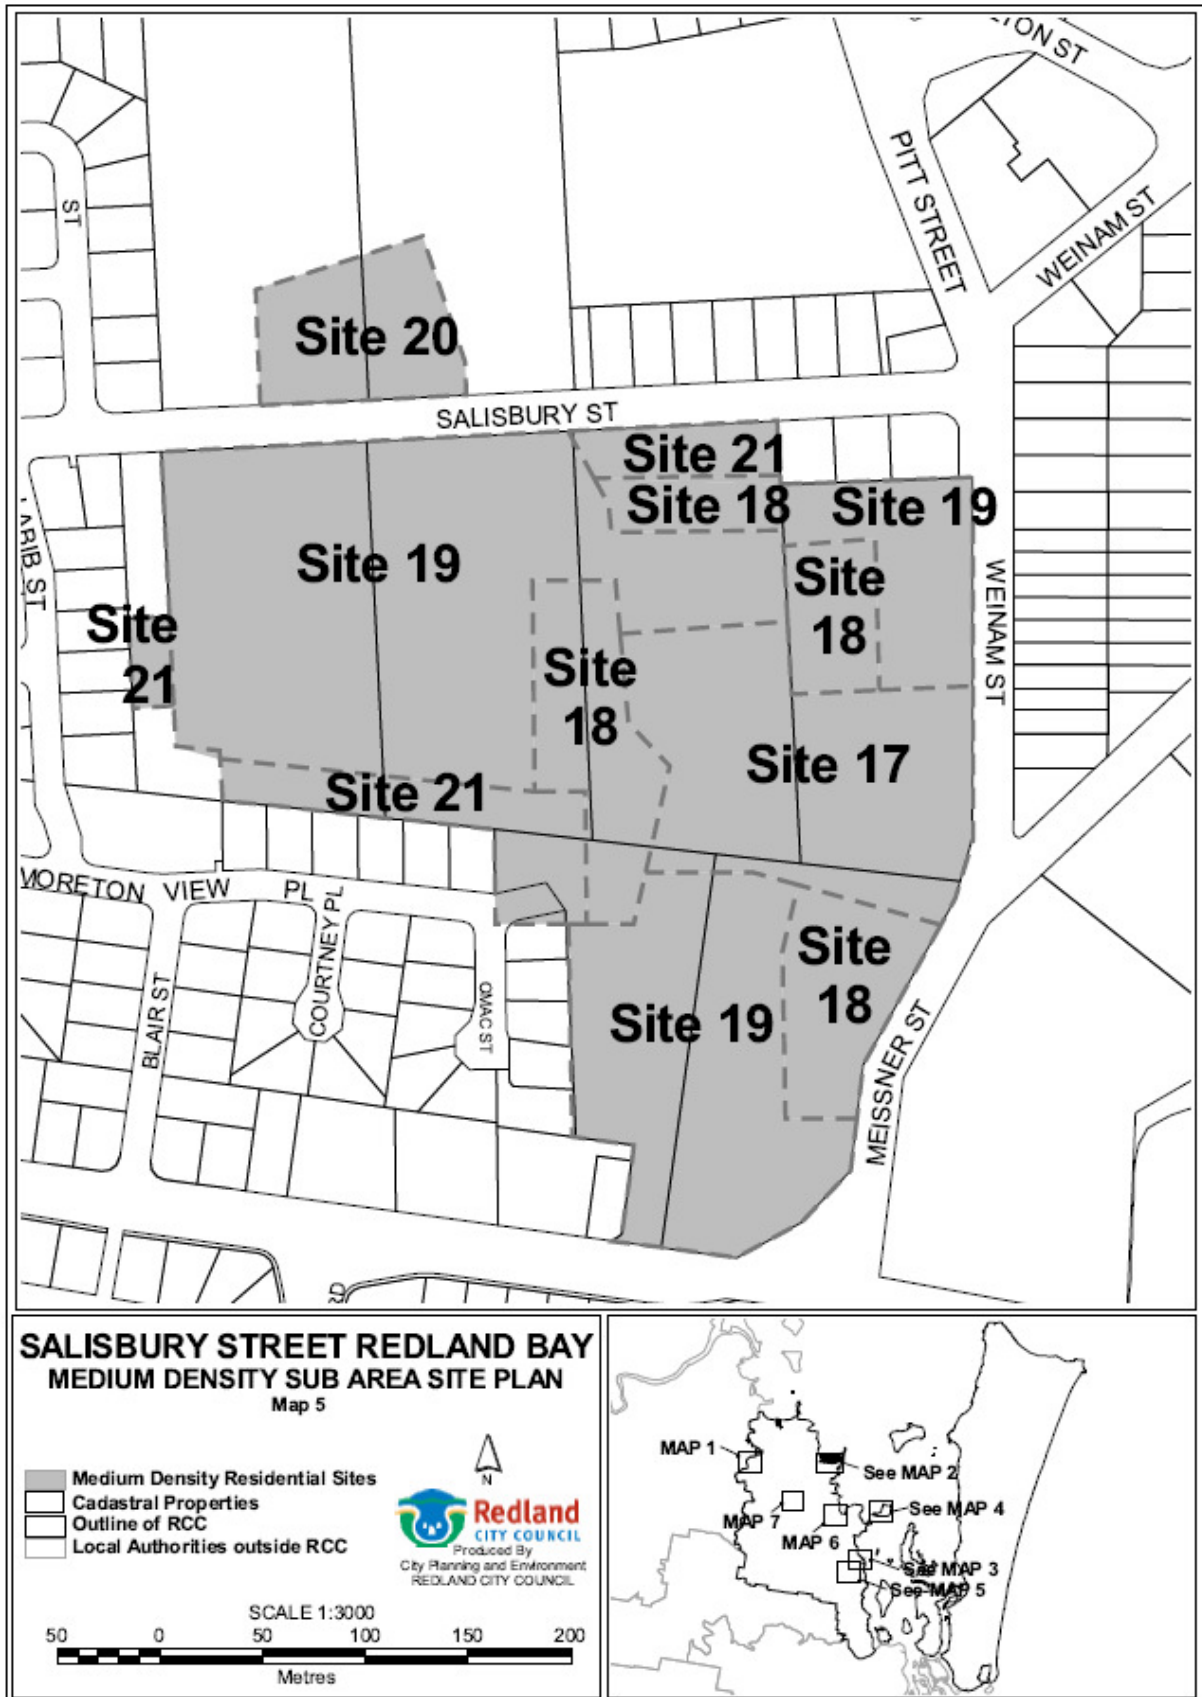 LTON ST
PITT STREET
WEINAM ST
ST
Site 20
SALISBURY ST
Site 21
Site 18
Site 19
Site 19
Site
18
ABIB ST
WEINAM ST
Site
21
Site
18
Site 17
Site 21
MORETON VIEW PL
COURTNEY PL
BLAIR ST
OMAC ST
Site
18
Site 19
MEISSNER ST
RD
SALISBURY STREET REDLAND BAY
MEDIUM DENSITY SUB AREA SITE PLAN
Map 5
N
Medium Density Residential Sites
Cadastral Properties
Outline of RCC
Local Authorities outside RCC
Redland
CITY COUNCIL
Produced By
City Planning and Environment
REDLAND CITY COUNCIL
SCALE 1:3000
50 0 50 100 150 200
Metres
MAP 1
See MAP 2
MAP 7
See MAP 4
MAP 6
See MAP 3
See MAP 5